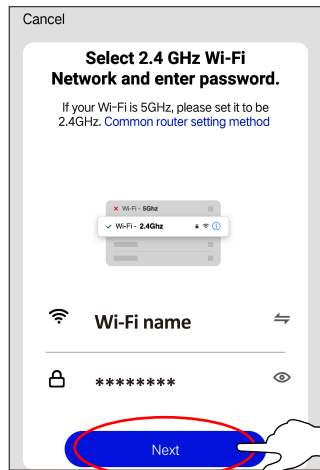 Cancel
Select 2.4 GHz Wi-Fi
Network and enter password.
If your Wi-Fi is 5GHz, please set it to be
2.4GHz. Common router setting method
Wi-Fi - 5Ghz
Wi-Fi - 2.4Ghz
Wi-Fi name
********
Next